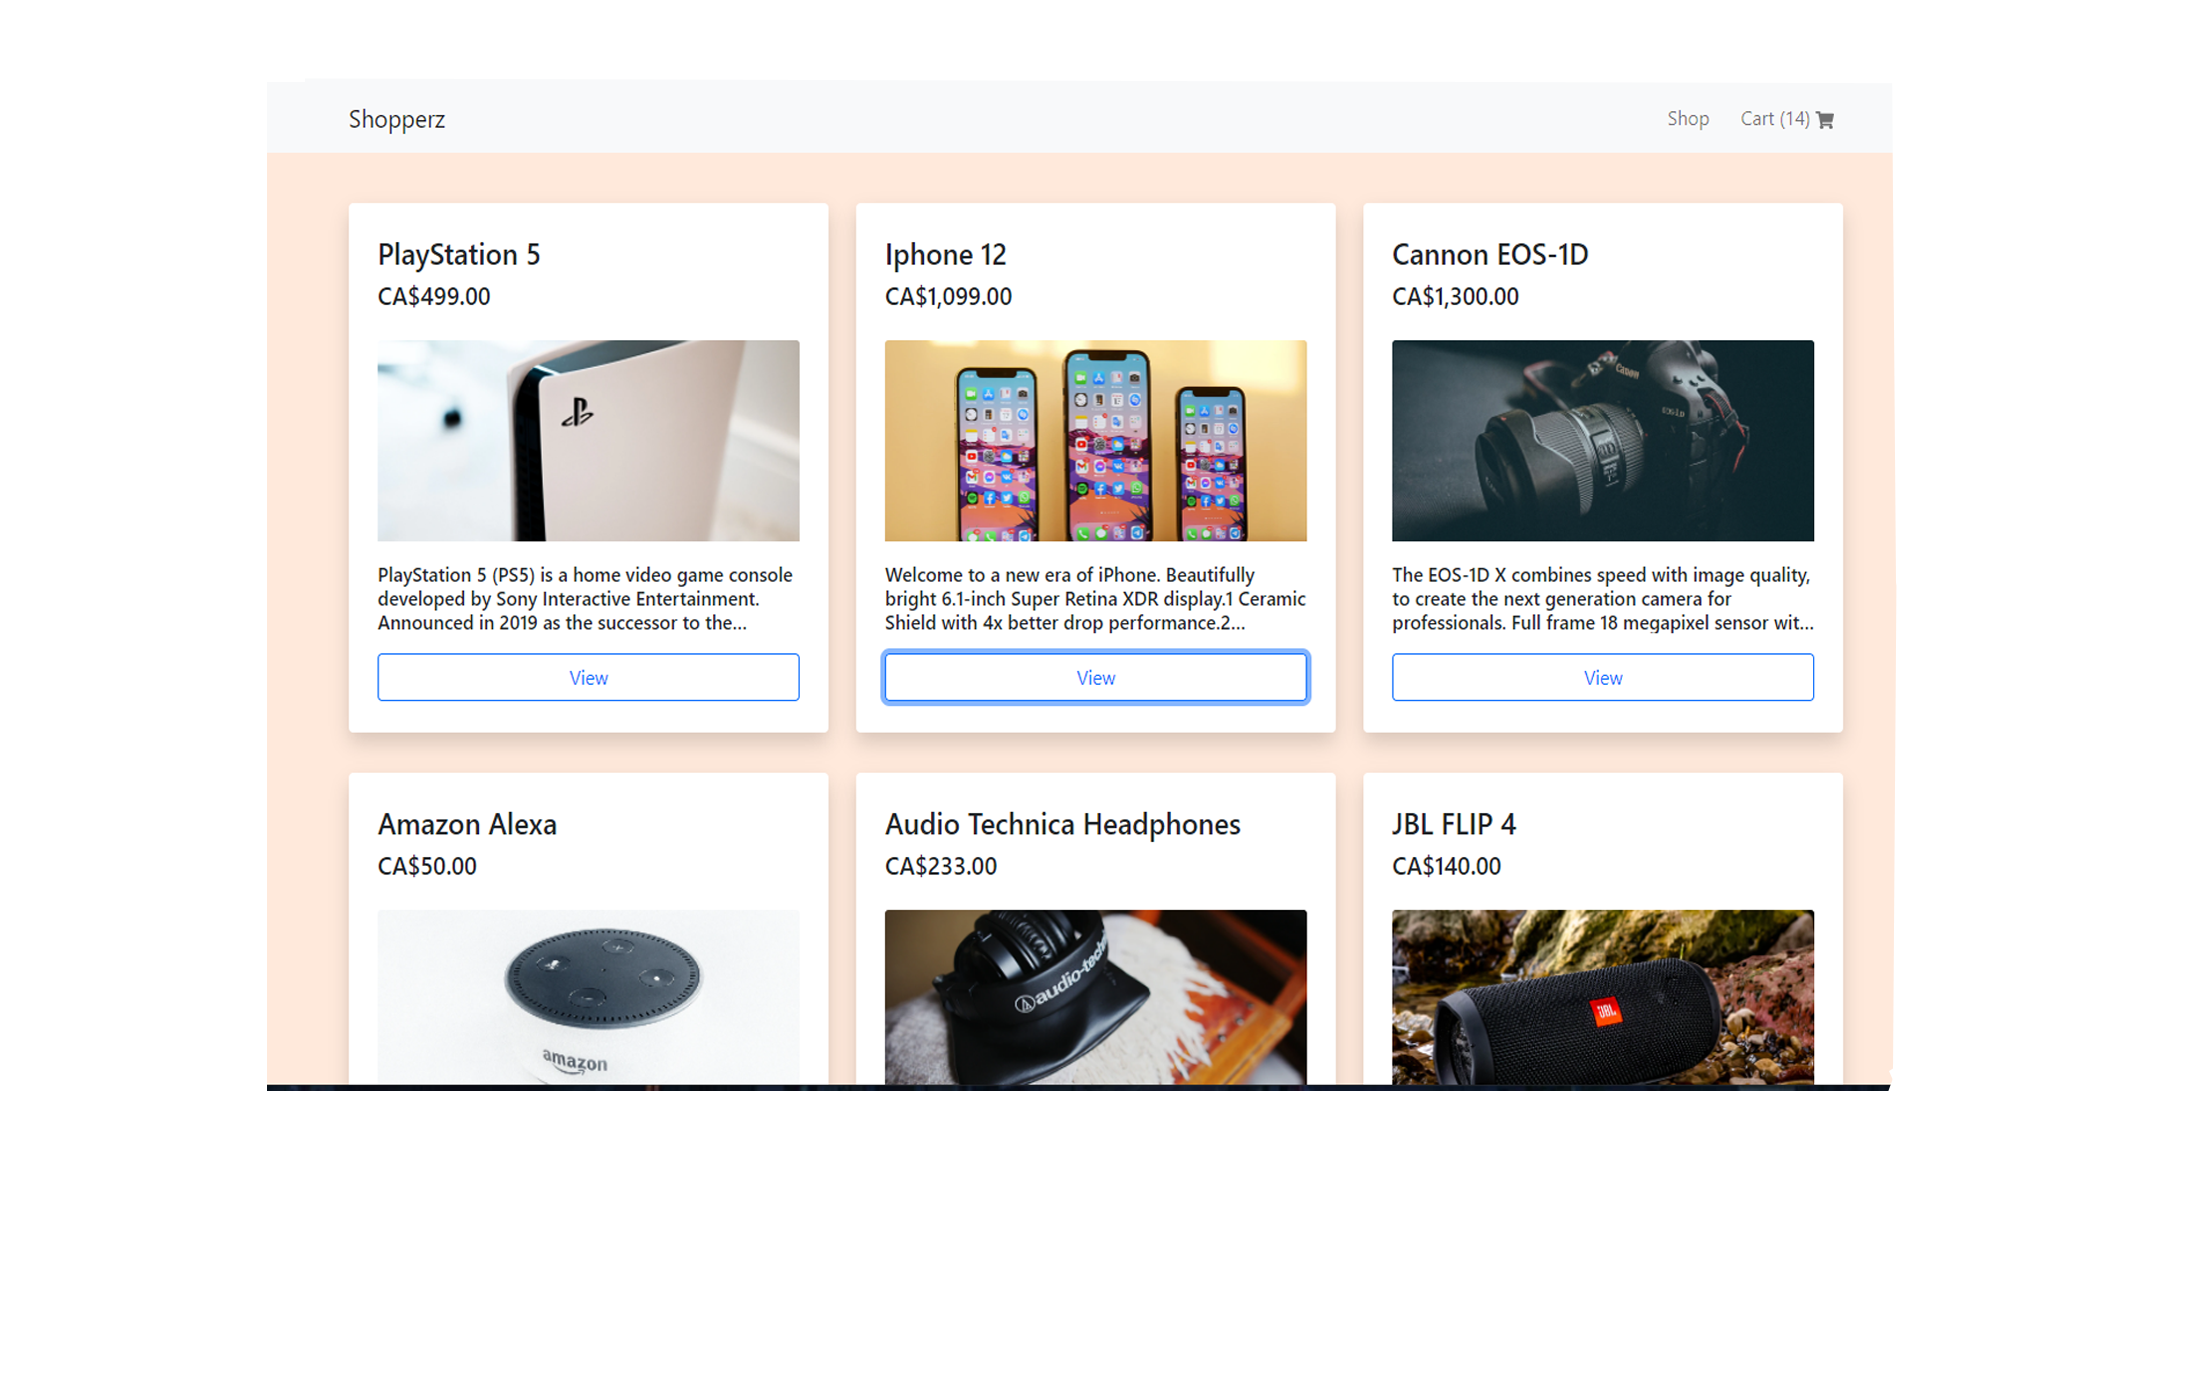 Shopperz
Shop Cart (14)
PlayStation 5
CA$499.00
PlayStation 5 (PS5) is a home video game console
developed by Sony Interactive Entertainment.
Announced in 2019 as the successor to the...
View
Iphone 12
CA$1,099.00
Welcome to a new era of iPhone. Beautifully
bright 6.1-inch Super Retina XDR display.1 Ceramic
Shield with 4x better drop performance.2...
View
Cannon EOS-1D
CA$1,300.00
Canon
EOS-1D
The EOS-1D X combines speed with image quality,
to create the next generation camera for
professionals. Full frame 18 megapixel sensor wit...
View
Amazon Alexa
CA$50.00
amazon
Audio Technica Headphones
CA$233.00
audio-techn
JBL FLIP 4
CA$140.00
JBL